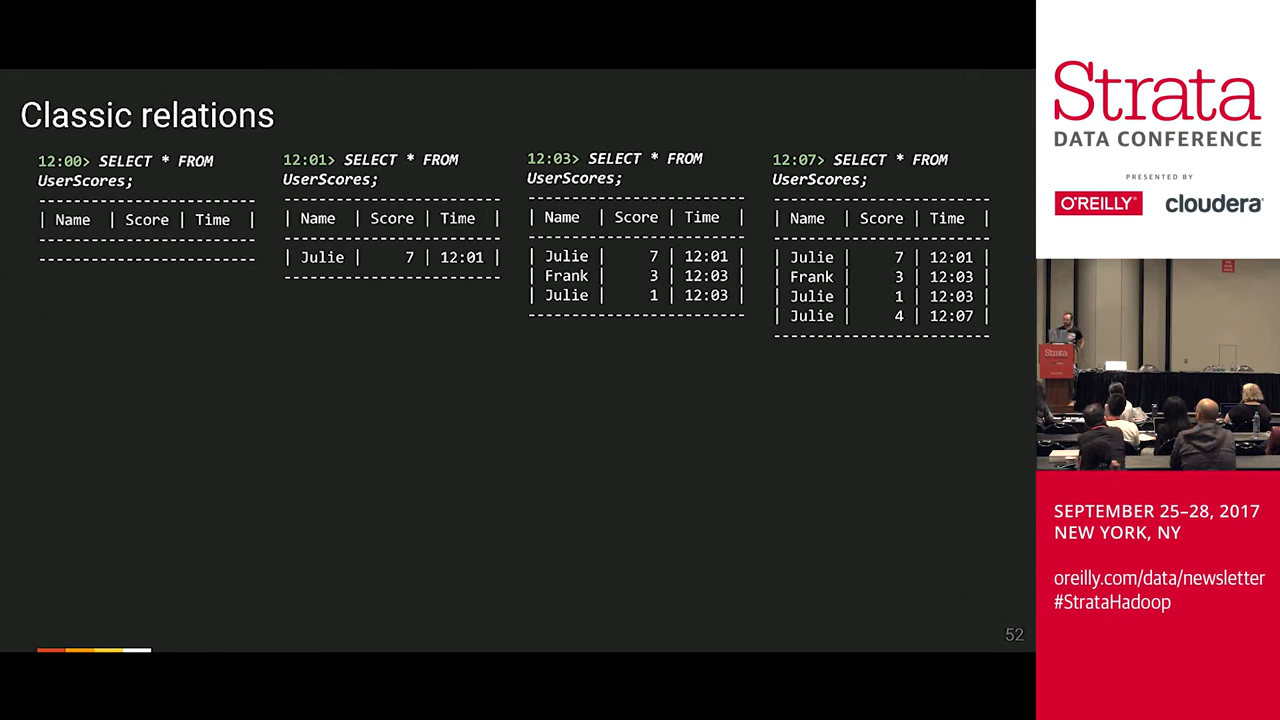 Classic relations
12:00> SELECT * FROM
UserScores;
-------------------------
| Name  | Score | Time  |
-------------------------
-------------------------
12:01> SELECT * FROM
UserScores;
-------------------------
| Name  | Score | Time  |
-------------------------
| Julie |     7 | 12:01 |
-------------------------
12:03> SELECT * FROM
UserScores;
-------------------------
| Name  | Score | Time  |
-------------------------
| Julie |     7 | 12:01 |
| Frank |     3 | 12:03 |
| Julie |     1 | 12:03 |
-------------------------
12:07> SELECT * FROM
UserScores;
-------------------------
| Name  | Score | Time  |
-------------------------
| Julie |     7 | 12:01 |
| Frank |     3 | 12:03 |
| Julie |     1 | 12:03 |
| Julie |     4 | 12:07 |
-------------------------
52
Strata
DATA CONFERENCE
PRESENTED BY
O'REILLY®
cloudera
Strata
SEPTEMBER 25–28, 2017
NEW YORK, NY
oreilly.com/data/newsletter
#StrataHadoop